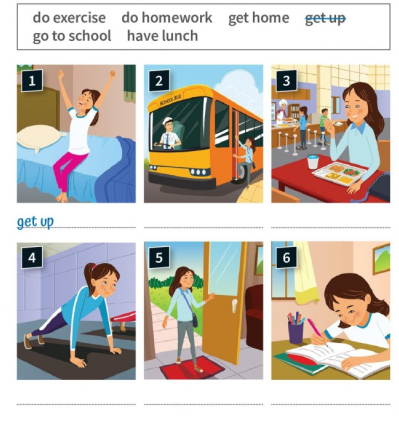 do exercise do homework get home get up
go to school have lunch
1 2 3
KNOX BUS
get up
4 5 6